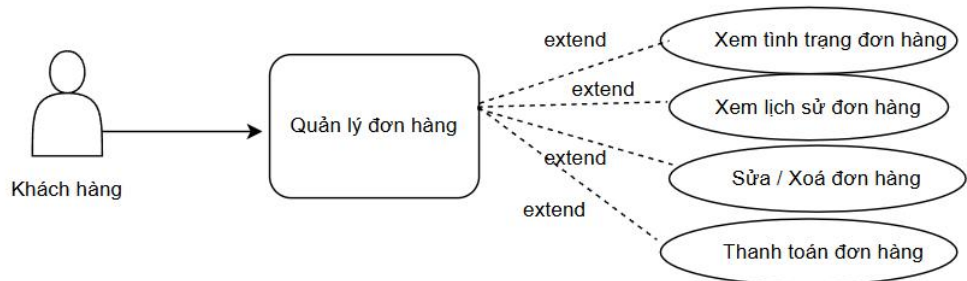 extend
Xem tình trạng đơn hàng
extend
Xem lịch sử đơn hàng
Quản lý đơn hàng
extend
Sửa / Xoá đơn hàng
Khách hàng
extend
Thanh toán đơn hàng